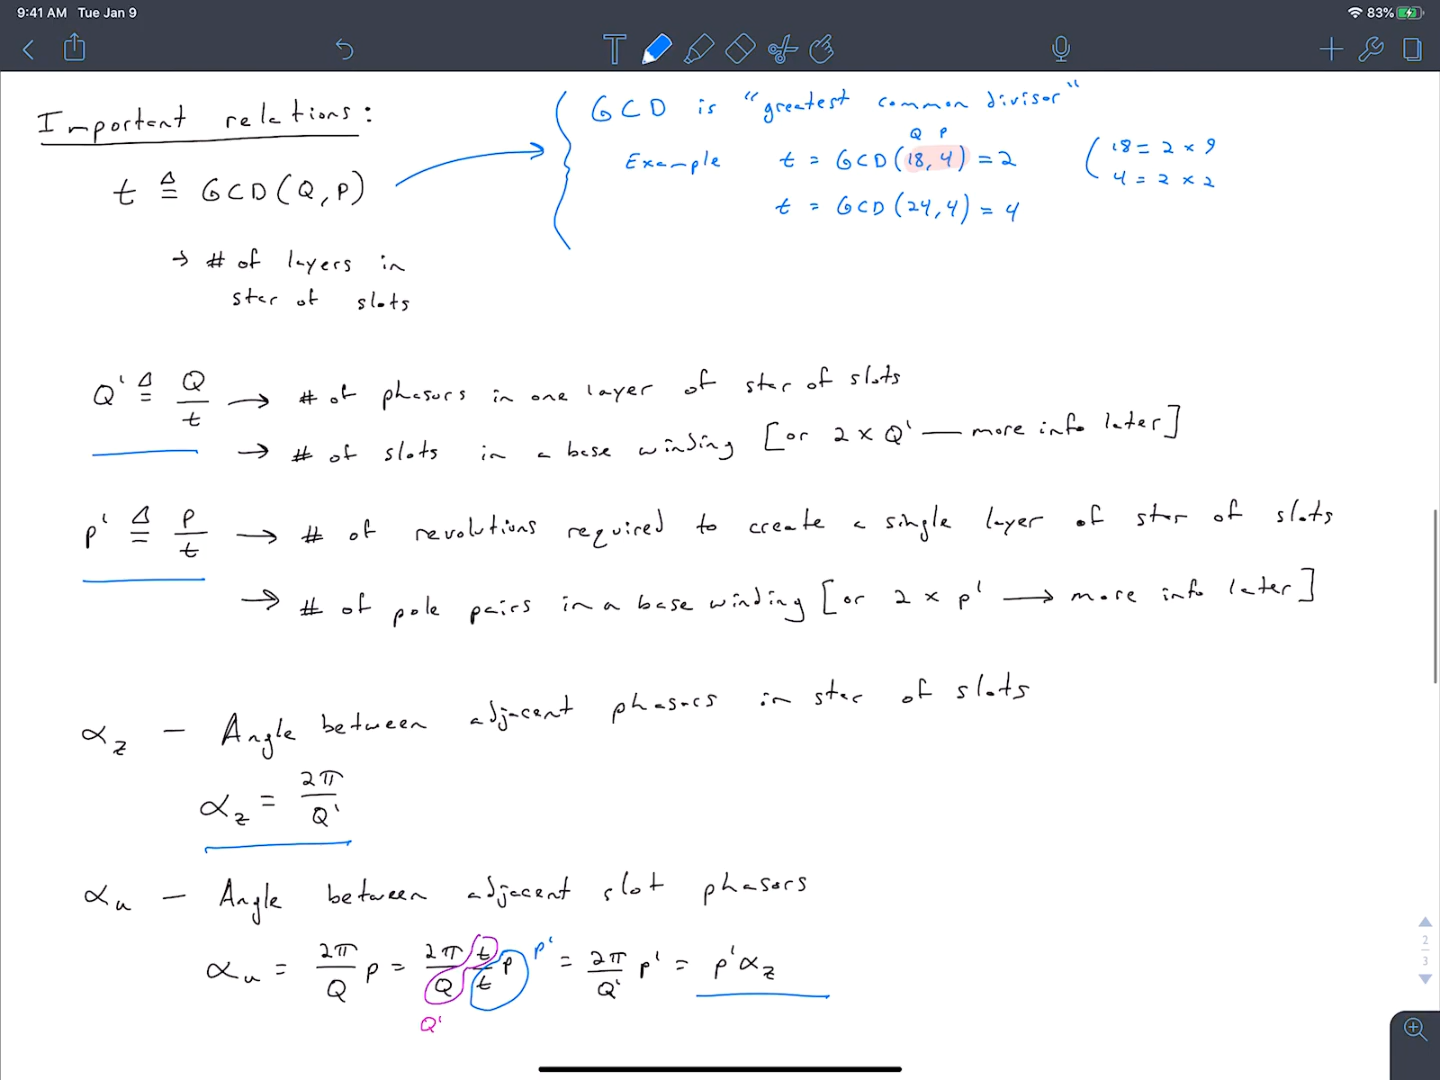 9:41 AM Tue Jan 9
83%
Important relations:
t ≜ GCD(Q,p)
→ # of layers in
star of slots
GCD is "greatest common divisor"
Q p
Example t = GCD(18,4) = 2
18 = 2 x 9
4 = 2 x 2
t = GCD(24,4) = 4
Q' ≜ Q/t → # of phasors in one layer of star of slots
→ # of slots in a base winding [or 2 x Q' — more info later]
p' ≜ p/t → # of revolutions required to create a single layer of star of slots
→ # of pole pairs in a base winding [or 2 x p' → more info later]
αz – Angle between adjacent phasors in star of slots
αz = 2π/Q'
αu – Angle between adjacent slot phasors
αu = 2π/Q p = 2π/Q t/t p = 2π/Q' p' = p'αz
p'
Q'
2
3